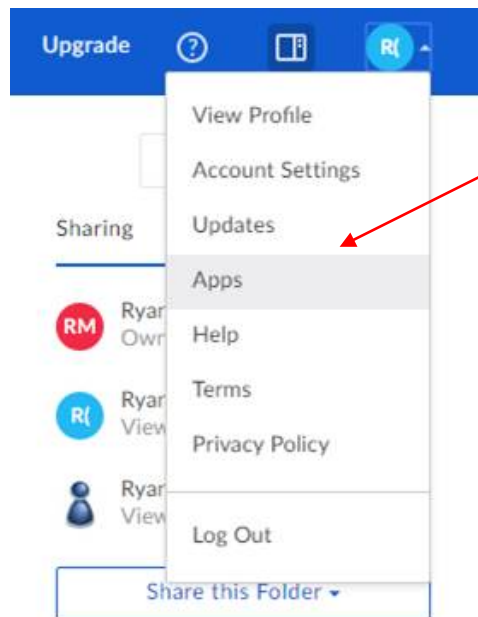 Upgrade ? R(
View Profile
Account Settings
Sharing
Updates
Apps
RM
Ryan
Own
Help
R(
Ryan
View
Terms
Privacy Policy
Ryan
View
Log Out
Share this Folder